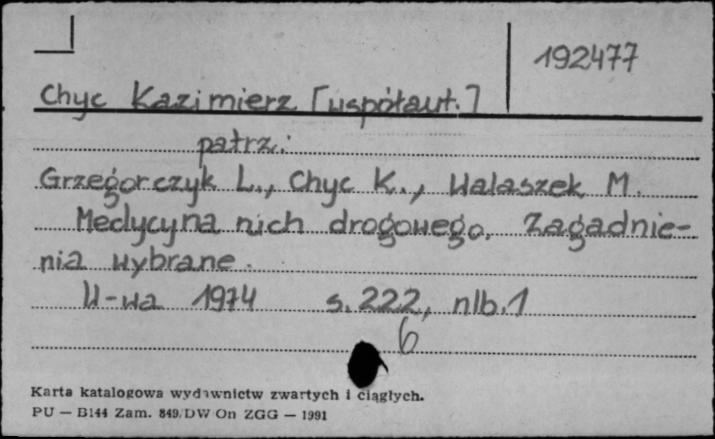 192477
Chyc Kazimierz [współaut.]
patrz:
Grzegorczyk L., Chyc K., Walaszek M.
Medycyna ruch drogowego. Zagadnie-
nia wybrane.
W-wa 1974 s. 222, nlb. 1
6
Karta katalogowa wydawnictw zwartych i ciągłych.
PU — B144 Zam. 849/DW/On ZGG — 1991